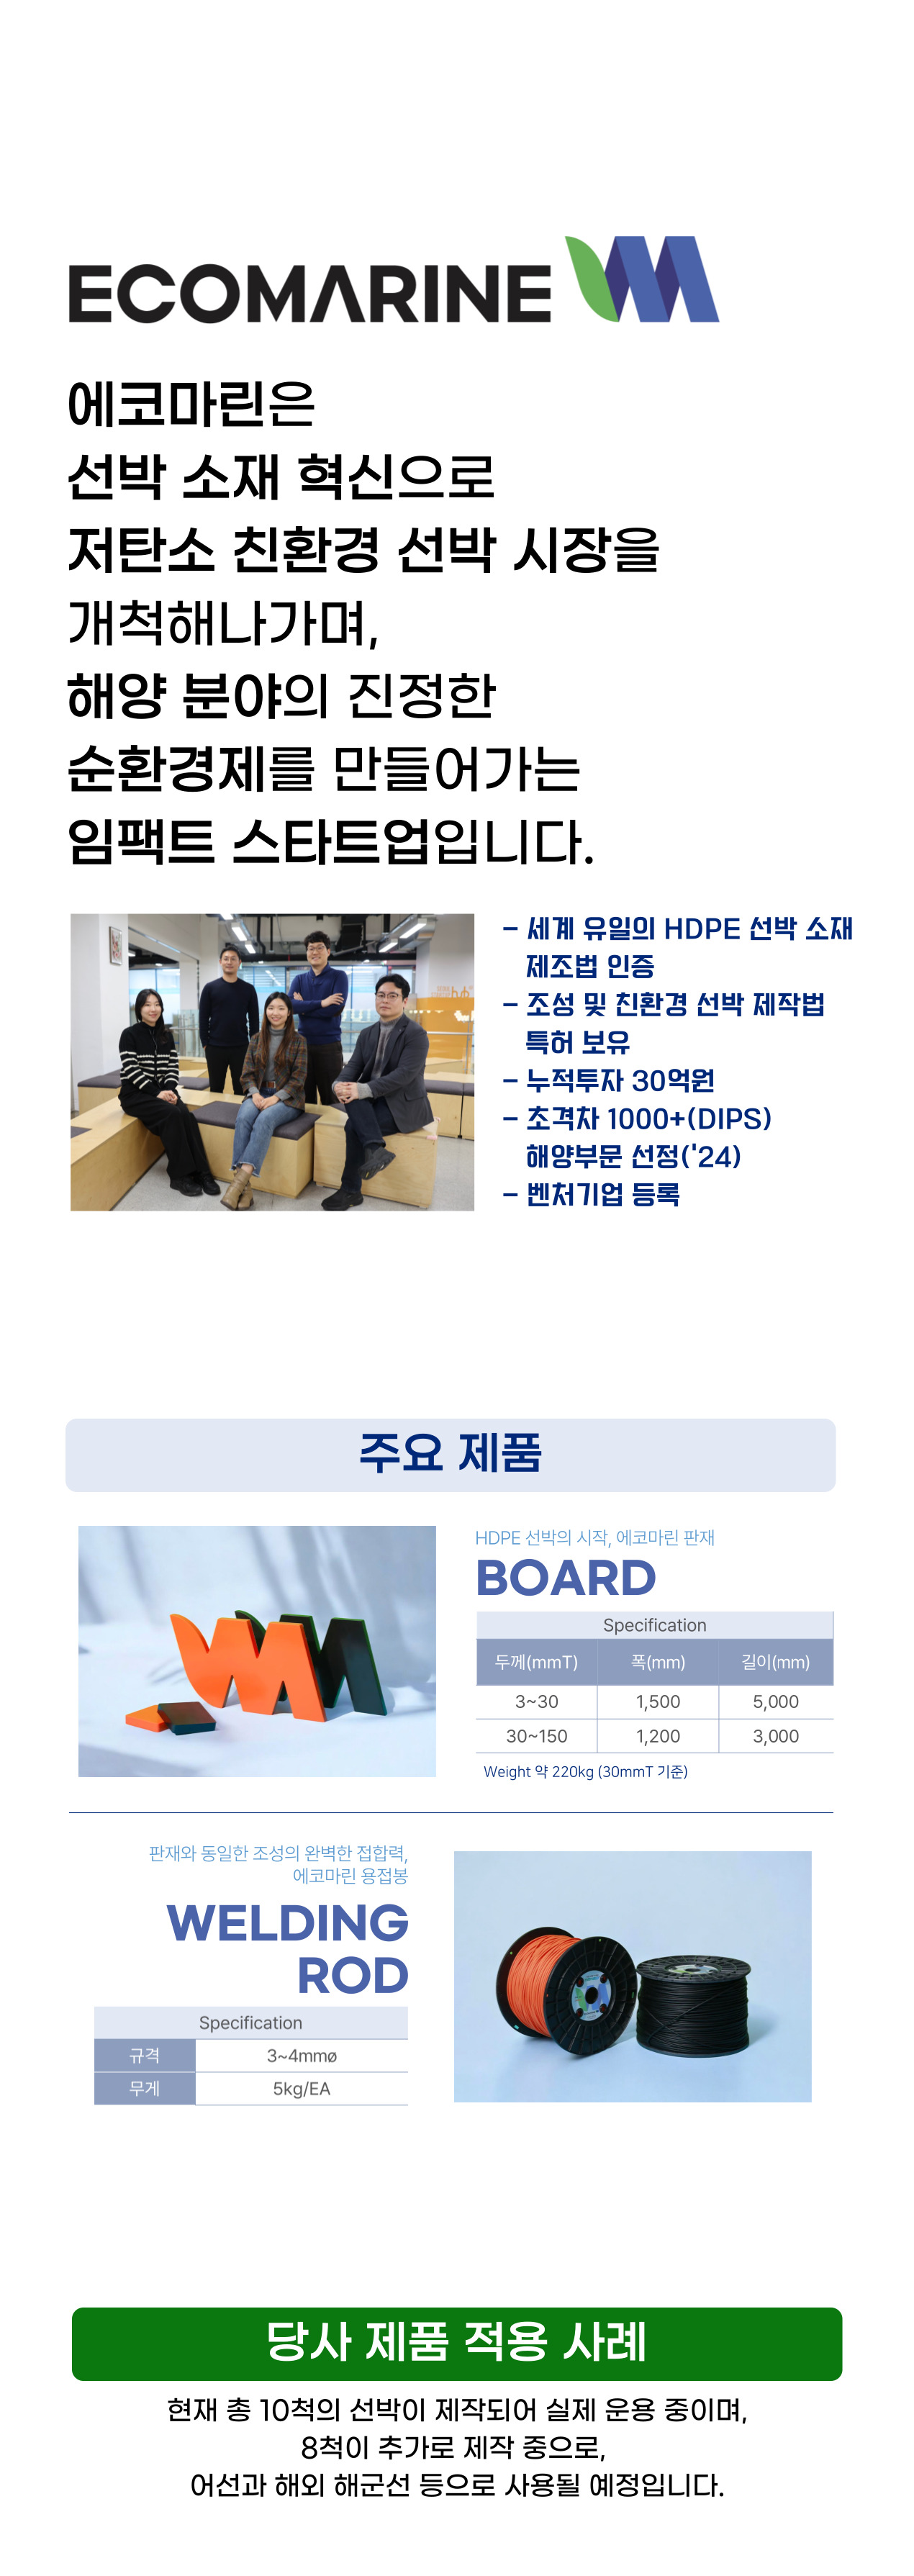 ECOMARINE
에코마린은
선박 소재 혁신으로
저탄소 친환경 선박 시장을
개척해나가며,
해양 분야의 진정한
순환경제를 만들어가는
임팩트 스타트업입니다.
- 세계 유일의 HDPE 선박 소재
제조법 인증
- 조성 및 친환경 선박 제작법
특허 보유
- 누적투자 30억원
- 초격차 1000+(DIPS)
해양부문 선정('24)
- 벤처기업 등록
주요 제품
HDPE 선박의 시작, 에코마린 판재
BOARD
Specification
두께(mmT) 폭(mm) 길이(mm)
3~30 1,500 5,000
30~150 1,200 3,000
Weight 약 220kg (30mmT 기준)
판재와 동일한 조성의 완벽한 접합력,
에코마린 용접봉
WELDING
ROD
Specification
규격 3~4mmø
무게 5kg/EA
당사 제품 적용 사례
현재 총 10척의 선박이 제작되어 실제 운용 중이며,
8척이 추가로 제작 중으로,
어선과 해외 해군선 등으로 사용될 예정입니다.